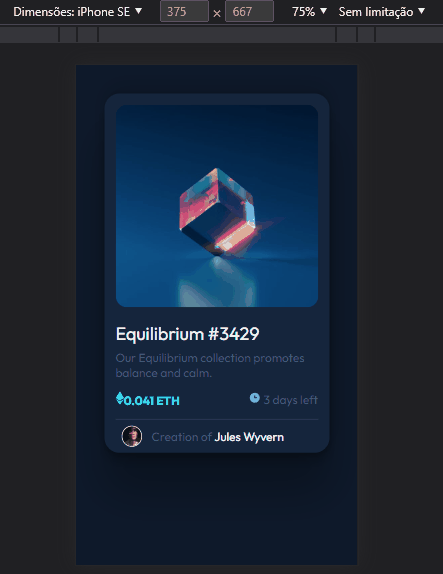 Dimensões: iPhone SE ▼ 375 × 667 75% ▼ Sem limitação ▼
Equilibrium #3429
Our Equilibrium collection promotes
balance and calm.
0.041 ETH 3 days left
Creation of Jules Wyvern